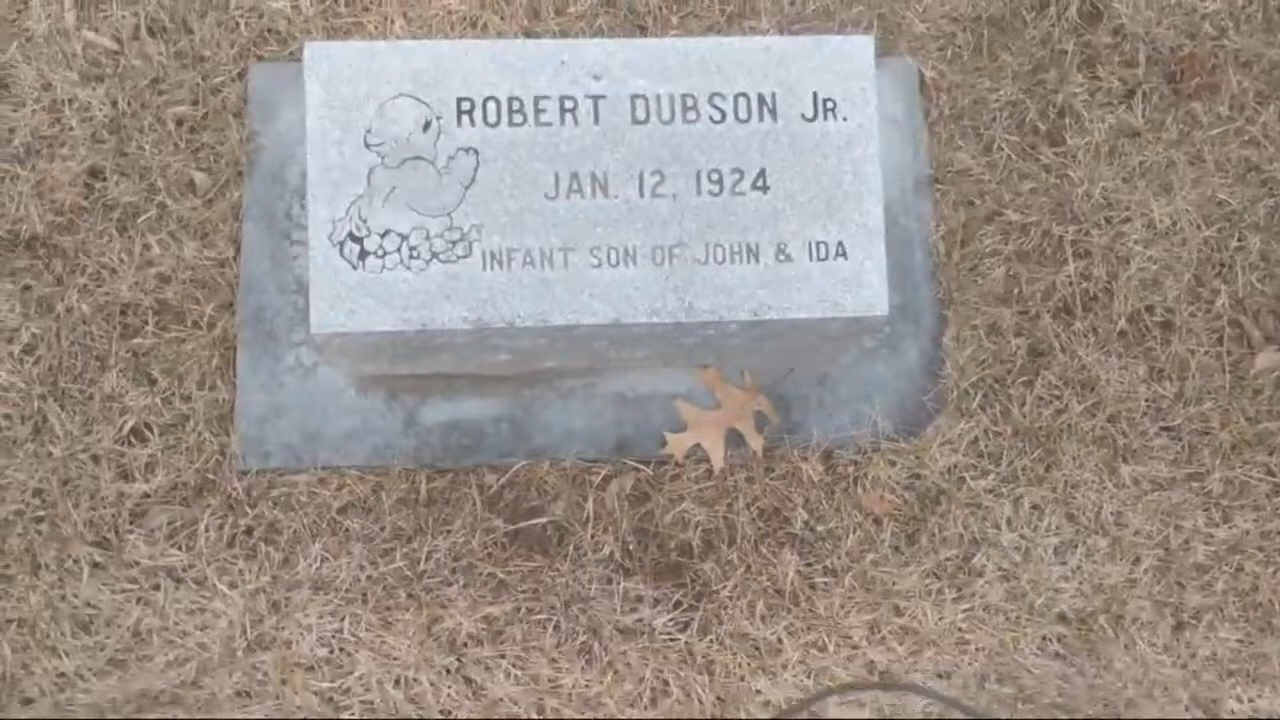 ROBERT DUBSON JR.
JAN. 12, 1924
INFANT SON OF JOHN & IDA